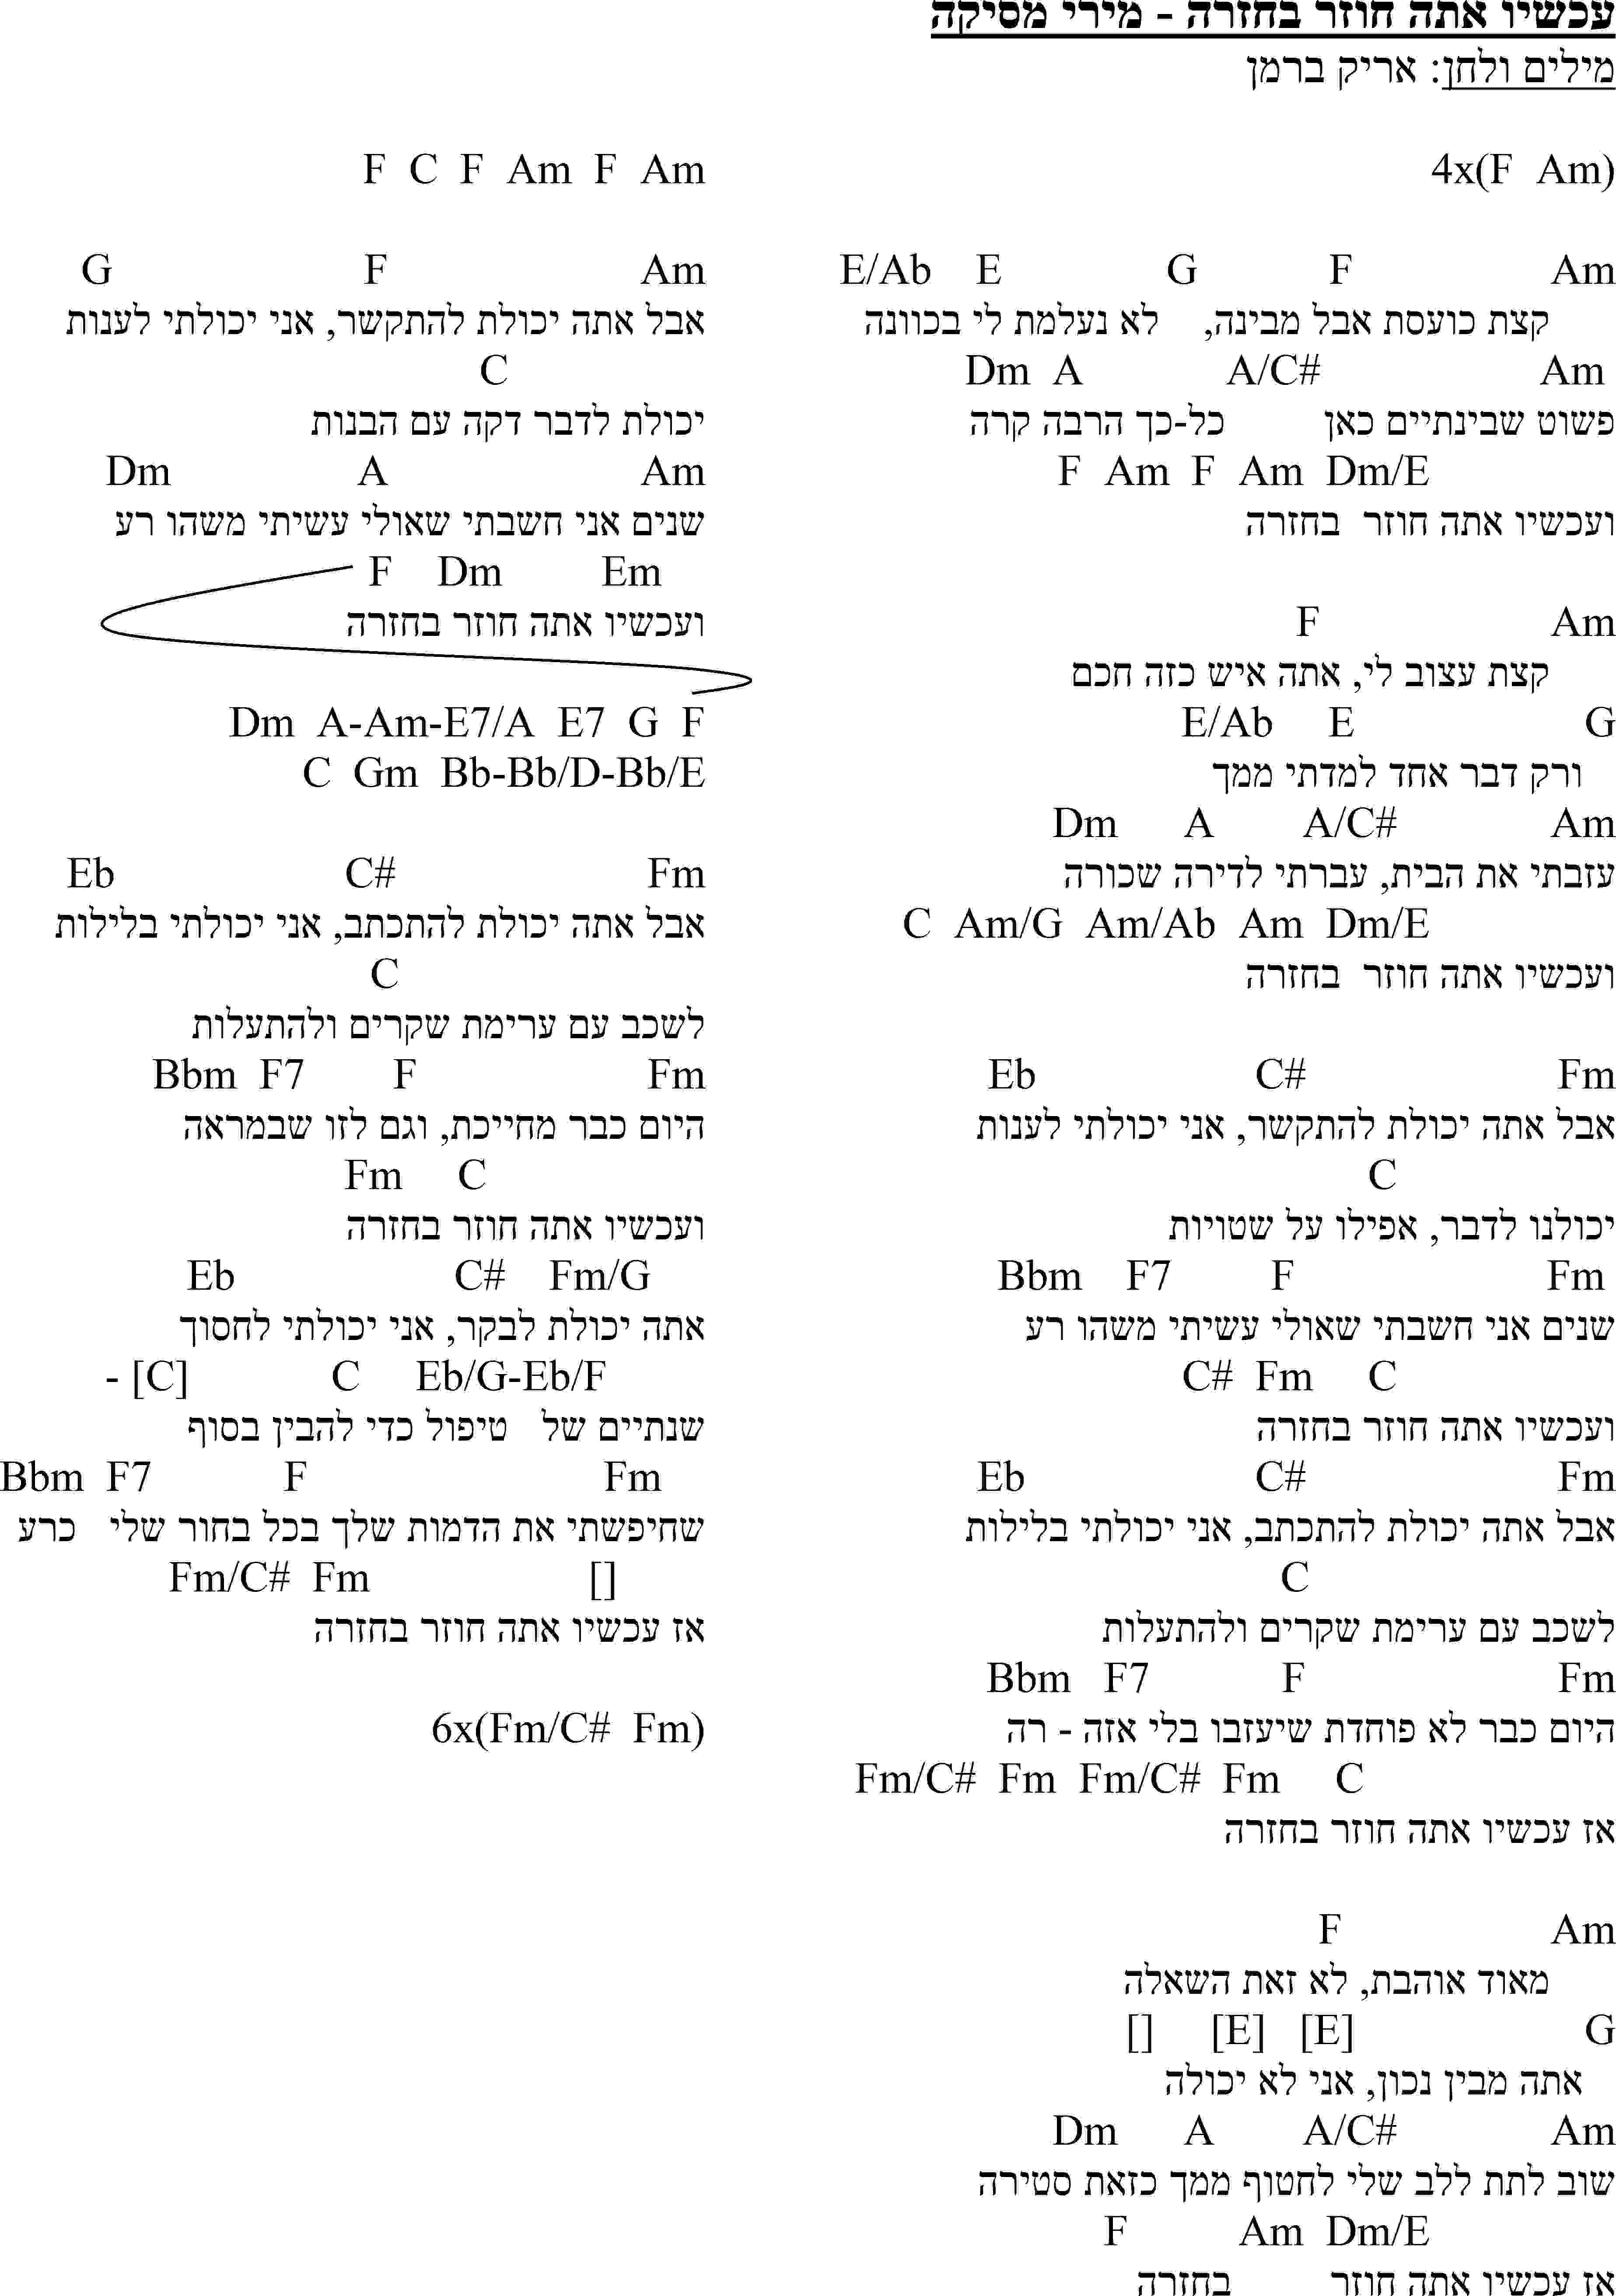 עכשיו אתה חוזר בחזרה - מירי מסיקה
מילים ולחן: אריק ברמן
4x(F Am)
E/Ab E G F Am
קצת כועסת אבל מבינה, לא נעלמת לי בכוונה
Dm A A/C# Am
פשוט שבינתיים כאן כל-כך הרבה קרה
F Am F Am Dm/E
ועכשיו אתה חוזר בחזרה
F Am
קצת עצוב לי, אתה איש כזה חכם
E/Ab E G
ורק דבר אחד למדתי ממך
Dm A A/C# Am
עזבתי את הבית, עברתי לדירה שכורה
C Am/G Am/Ab Am Dm/E
ועכשיו אתה חוזר בחזרה
Eb C# Fm
אבל אתה יכולת להתקשר, אני יכולתי לענות
C
יכולנו לדבר, אפילו על שטויות
Bbm F7 F Fm
שנים אני חשבתי שאולי עשיתי משהו רע
C# Fm C
ועכשיו אתה חוזר בחזרה
Eb C# Fm
אבל אתה יכולת להתכתב, אני יכולתי בלילות
C
לשכב עם ערימת שקרים ולהתעלות
Bbm F7 F Fm
היום כבר לא פוחדת שיעזבו בלי אזה - רה
Fm/C# Fm Fm/C# Fm C
אז עכשיו אתה חוזר בחזרה
F Am
מאוד אוהבת, לא זאת השאלה
[] [E] [E] G
אתה מבין נכון, אני לא יכולה
Dm A A/C# Am
שוב לתת ללב שלי לחטוף ממך כזאת סטירה
F Am Dm/E
אז עכשיו אתה חוזר בחזרה
F C F Am F Am
G F Am
אבל אתה יכולת להתקשר, אני יכולתי לענות
C
יכולת לדבר דקה עם הבנות
Dm A Am
שנים אני חשבתי שאולי עשיתי משהו רע
F Dm Em
ועכשיו אתה חוזר בחזרה
Dm A-Am-E7/A E7 G F
C Gm Bb-Bb/D-Bb/E
Eb C# Fm
אבל אתה יכולת להתכתב, אני יכולתי בלילות
C
לשכב עם ערימת שקרים ולהתעלות
Bbm F7 F Fm
היום כבר מחייכת, וגם לזו שבמראה
Fm C
ועכשיו אתה חוזר בחזרה
Eb C# Fm/G
אתה יכולת לבקר, אני יכולתי לחסוך
- [C] C Eb/G-Eb/F
שנתיים של טיפול כדי להבין בסוף
Bbm F7 F Fm
שחיפשתי את הדמות שלך בכל בחור שלי כרע
Fm/C# Fm []
אז עכשיו אתה חוזר בחזרה
6x(Fm/C# Fm)